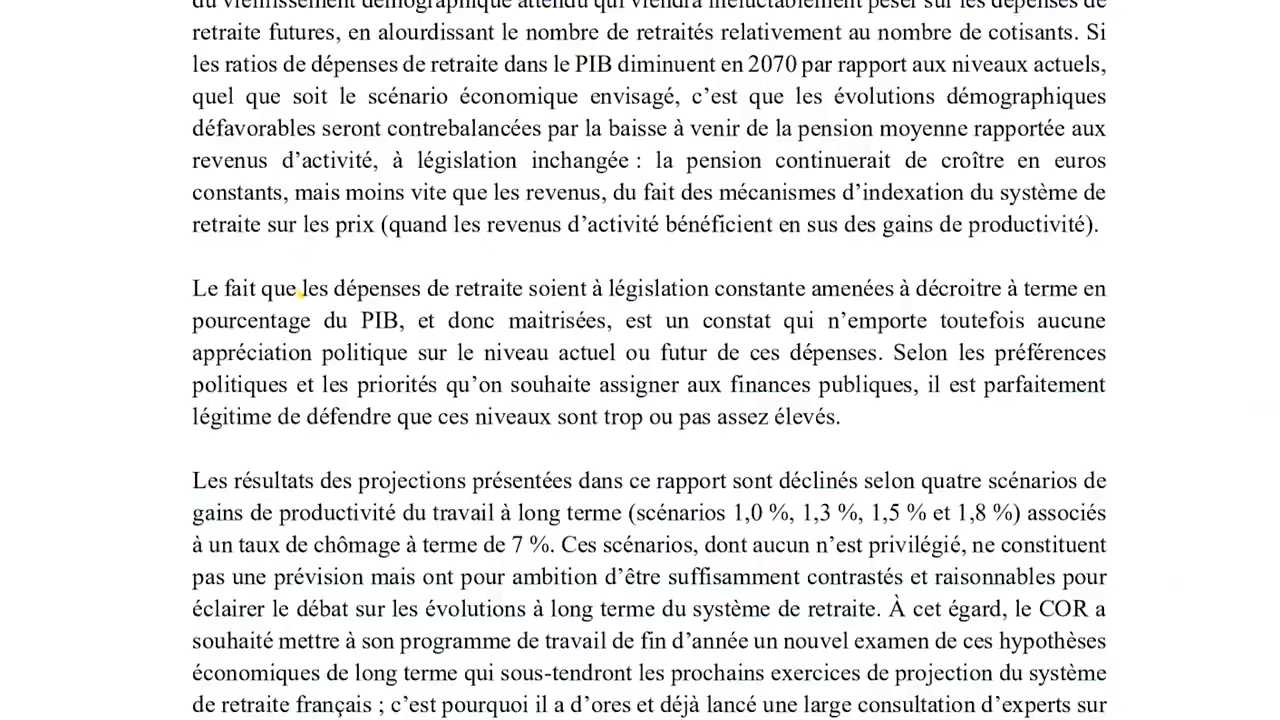 du vieillissement démographique attendu qui viendra inéluctablement peser sur les dépenses de
retraite futures, en alourdissant le nombre de retraités relativement au nombre de cotisants. Si
les ratios de dépenses de retraite dans le PIB diminuent en 2070 par rapport aux niveaux actuels,
quel que soit le scénario économique envisagé, c’est que les évolutions démographiques
défavorables seront contrebalancées par la baisse à venir de la pension moyenne rapportée aux
revenus d’activité, à législation inchangée : la pension continuerait de croître en euros
constants, mais moins vite que les revenus, du fait des mécanismes d’indexation du système de
retraite sur les prix (quand les revenus d’activité bénéficient en sus des gains de productivité).
Le fait que les dépenses de retraite soient à législation constante amenées à décroitre à terme en
pourcentage du PIB, et donc maitrisées, est un constat qui n’emporte toutefois aucune
appréciation politique sur le niveau actuel ou futur de ces dépenses. Selon les préférences
politiques et les priorités qu’on souhaite assigner aux finances publiques, il est parfaitement
légitime de défendre que ces niveaux sont trop ou pas assez élevés.
Les résultats des projections présentées dans ce rapport sont déclinés selon quatre scénarios de
gains de productivité du travail à long terme (scénarios 1,0 %, 1,3 %, 1,5 % et 1,8 %) associés
à un taux de chômage à terme de 7 %. Ces scénarios, dont aucun n’est privilégié, ne constituent
pas une prévision mais ont pour ambition d’être suffisamment contrastés et raisonnables pour
éclairer le débat sur les évolutions à long terme du système de retraite. À cet égard, le COR a
souhaité mettre à son programme de travail de fin d’année un nouvel examen de ces hypothèses
économiques de long terme qui sous-tendront les prochains exercices de projection du système
de retraite français ; c’est pourquoi il a d’ores et déjà lancé une large consultation d’experts sur